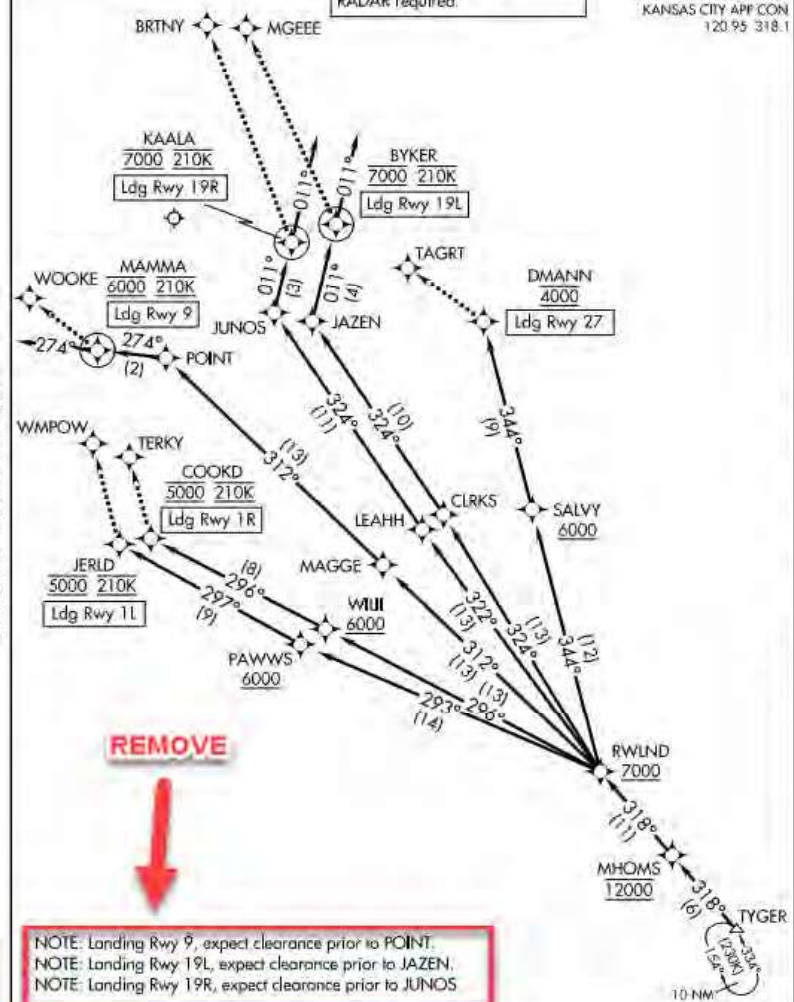 RADAR required.
KANSAS CITY APP CON
120.95 318.1
BRTNY
MGEEE
KAALA
7000 210K
Ldg Rwy 19R
011°
011°
BYKER
7000 210K
Ldg Rwy 19L
TAGRT
DMANN
4000
Ldg Rwy 27
WOOKE
MAMMA
6000 210K
Ldg Rwy 9
011°
(3)
011°
(4)
JUNOS
JAZEN
274°
274°
(2)
POINT
324°
(11)
(10)
324°
344°
(9)
WMPOW
TERKY
(13)
312°
COOKD
5000 210K
Ldg Rwy 1R
LEAHH
CLRKS
SALVY
6000
JERLD
5000 210K
Ldg Rwy 1L
(8)
296°
297°
(9)
MAGGE
WIUI
6000
PAWWS
6000
322°
(13)
(13)
324°
(12)
344°
312°
(13)
(13)
296°
293°
(14)
REMOVE
RWLND
7000
318°
(11)
MHOMS
12000
318°
(6)
TYGER
(230K)
334°
154°
10 NM
NOTE: Landing Rwy 9, expect clearance prior to POINT.
NOTE: Landing Rwy 19L, expect clearance prior to JAZEN.
NOTE: Landing Rwy 19R, expect clearance prior to JUNOS